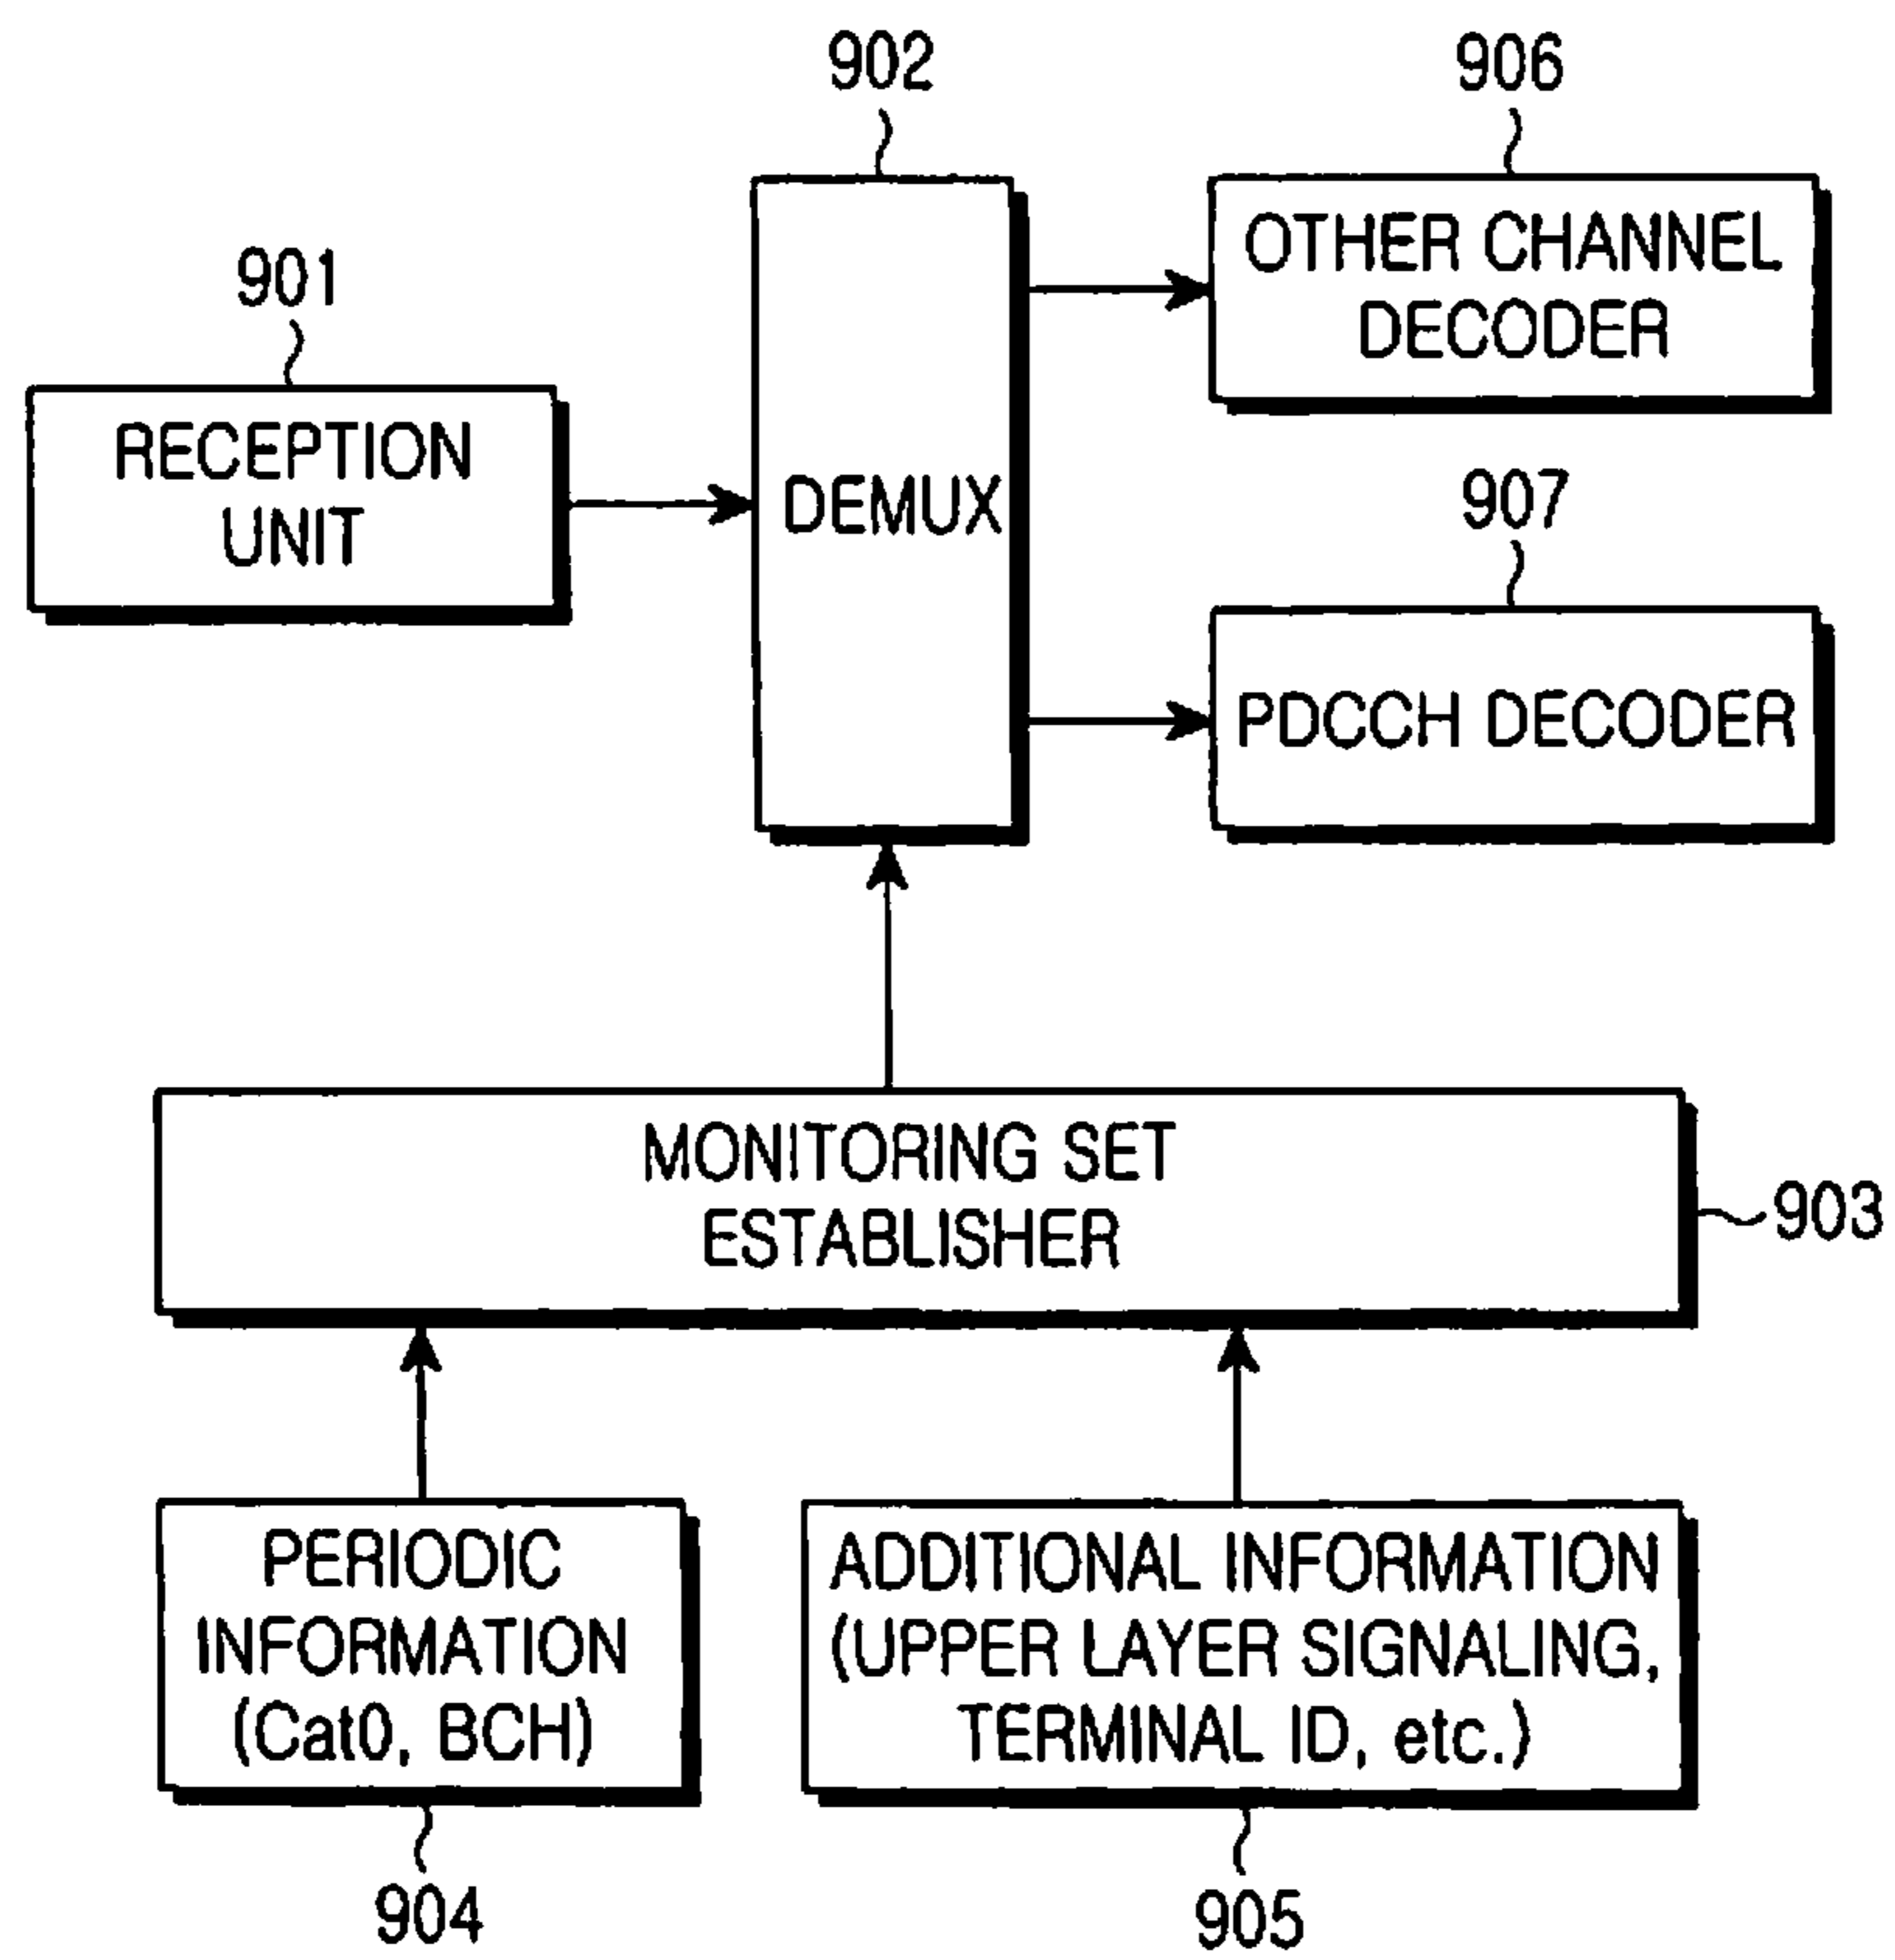 902
906
901
OTHER CHANNEL
DECODER
RECEPTION
UNIT
DEMUX
907
PDCCH DECODER
MONITORING SET
ESTABLISHER
903
PERIODIC
INFORMATION
(Cat0, BCH)
ADDITIONAL INFORMATION
(UPPER LAYER SIGNALING,
TERMINAL ID, etc.)
904
905